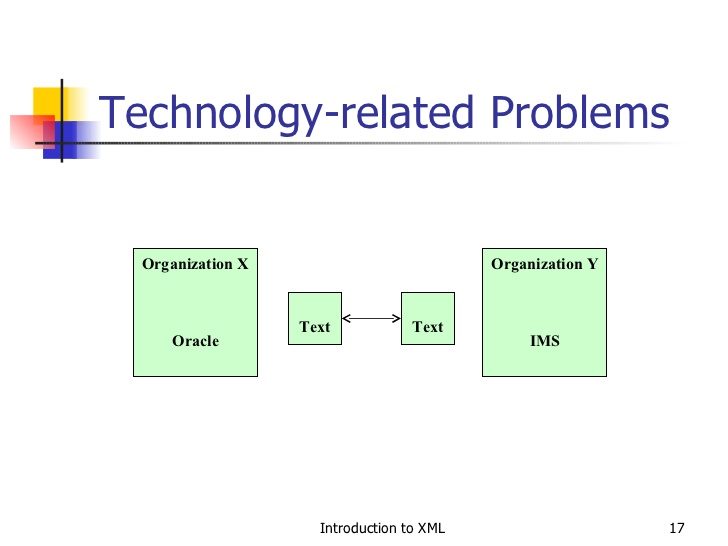 Technology-related Problems
Organization X
Oracle
Text
Text
Organization Y
IMS
Introduction to XML
17